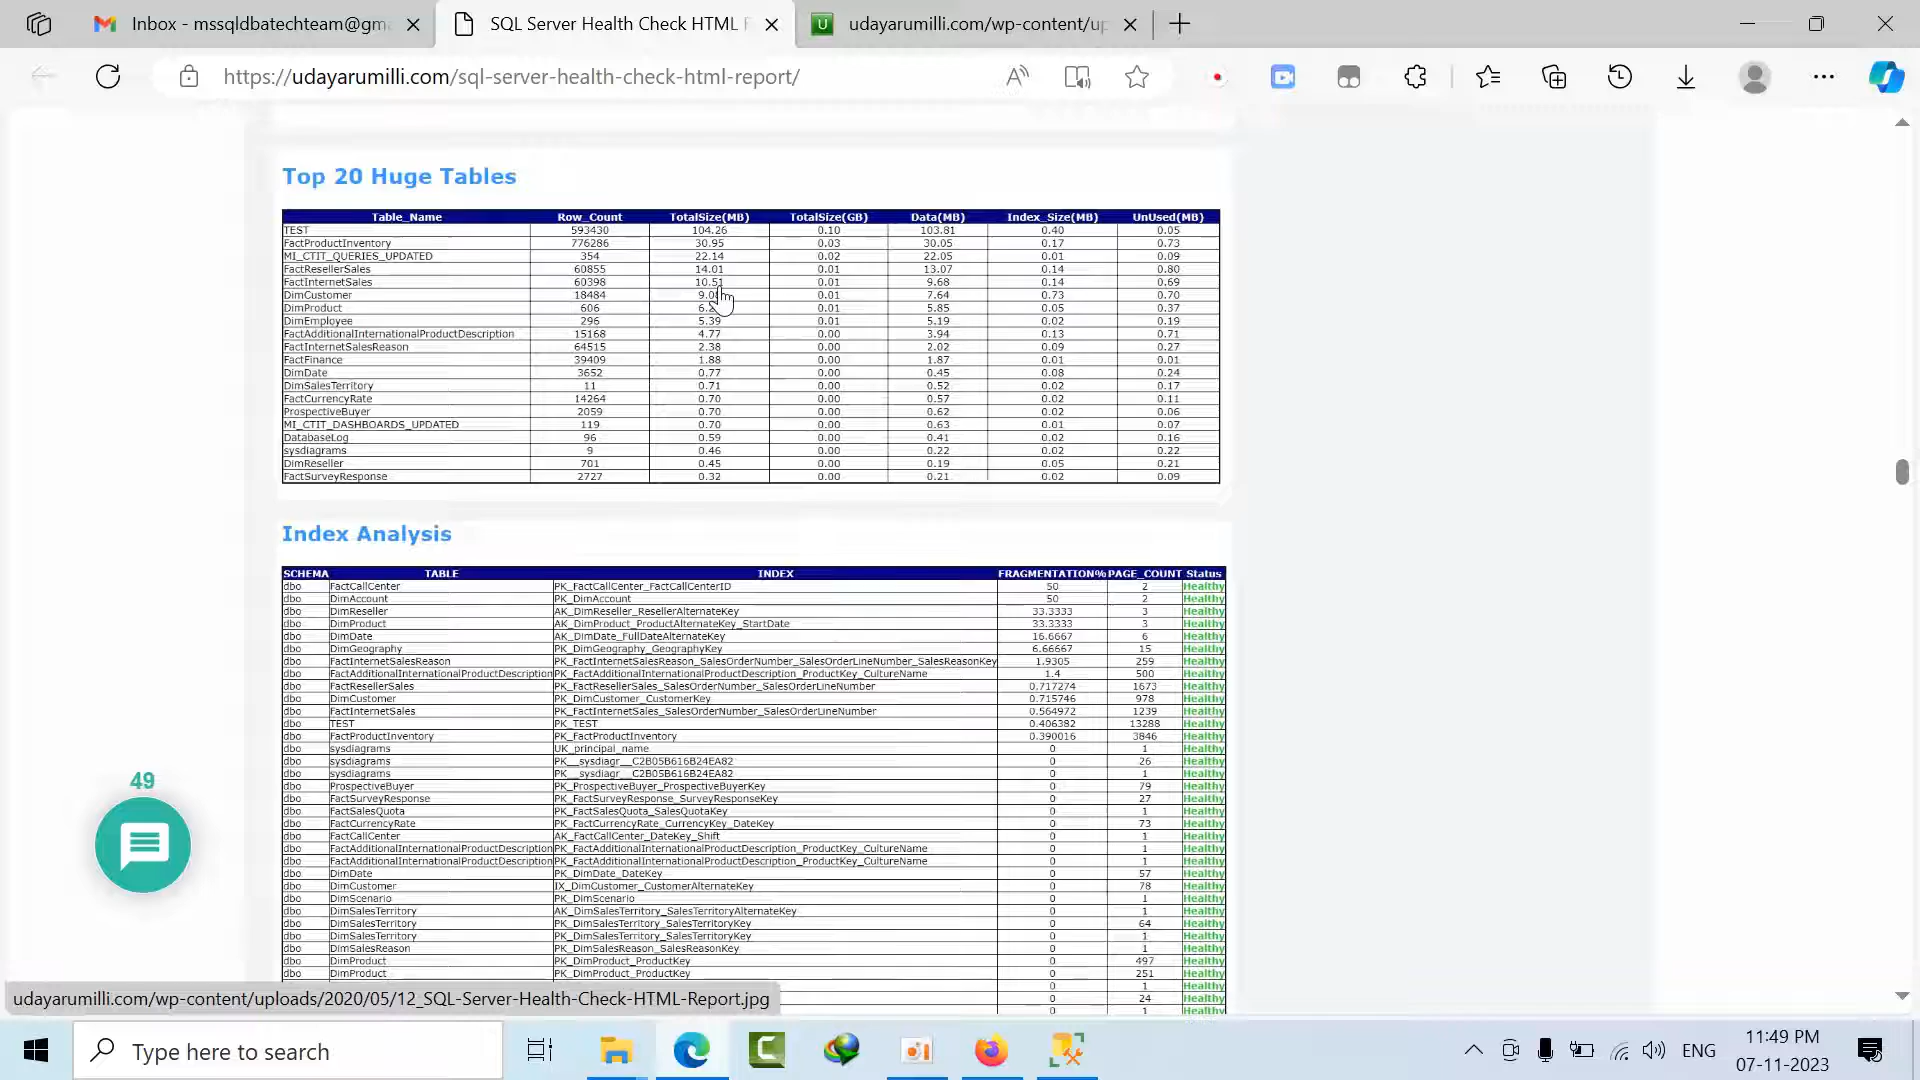 Inbox - mssqldbatechteam@gma
SQL Server Health Check HTML R
udayarumilli.com/wp-content/up
https://udayarumilli.com/sql-server-health-check-html-report/
Top 20 Huge Tables
Table_Name Row_Count TotalSize(MB) TotalSize(GB) Data(MB) Index_Size(MB) UnUsed(MB)
TEST 593430 104.26 0.10 103.81 0.40 0.05
FactProductInventory 776286 30.95 0.03 30.05 0.17 0.73
MI_CTIT_QUERIES_UPDATED 354 22.14 0.02 22.05 0.01 0.09
FactResellerSales 60855 14.01 0.01 13.07 0.14 0.80
FactInternetSales 60398 10.51 0.01 9.68 0.14 0.69
DimCustomer 18484 0.01 7.64 0.73 0.70
DimProduct 606 0.01 5.85 0.05 0.37
DimEmployee 296 5.39 0.01 5.19 0.02 0.19
FactAdditionalInternationalProductDescription 15168 4.77 0.00 3.94 0.13 0.71
FactInternetSalesReason 64515 2.38 0.00 2.02 0.09 0.27
FactFinance 39409 1.88 0.00 1.87 0.01 0.01
DimDate 3652 0.77 0.00 0.45 0.08 0.24
DimSalesTerritory 11 0.71 0.00 0.52 0.02 0.17
FactCurrencyRate 14264 0.70 0.00 0.57 0.02 0.11
ProspectiveBuyer 2059 0.70 0.00 0.62 0.02 0.06
MI_CTIT_DASHBOARDS_UPDATED 119 0.70 0.00 0.63 0.01 0.07
DatabaseLog 96 0.59 0.00 0.41 0.02 0.16
sysdiagrams 9 0.46 0.00 0.22 0.02 0.22
DimReseller 701 0.45 0.00 0.19 0.05 0.21
FactSurveyResponse 2727 0.32 0.00 0.21 0.02 0.09
Index Analysis
SCHEMA TABLE INDEX FRAGMENTATION% PAGE_COUNT Status
dbo FactCallCenter PK_FactCallCenter_FactCallCenterID 50 2 Healthy
dbo DimAccount PK_DimAccount 50 2 Healthy
dbo DimReseller AK_DimReseller_ResellerAlternateKey 33.3333 3 Healthy
dbo DimProduct AK_DimProduct_ProductAlternateKey_StartDate 33.3333 3 Healthy
dbo DimDate AK_DimDate_FullDateAlternateKey 16.6667 6 Healthy
dbo DimGeography PK_DimGeography_GeographyKey 6.66667 15 Healthy
dbo FactInternetSalesReason PK_FactInternetSalesReason_SalesOrderNumber_SalesOrderLineNumber_SalesReasonKey 1.9305 259 Healthy
dbo FactAdditionalInternationalProductDescription PK_FactAdditionalInternationalProductDescription_ProductKey_CultureName 1.4 500 Healthy
dbo FactResellerSales PK_FactResellerSales_SalesOrderNumber_SalesOrderLineNumber 0.717274 1673 Healthy
dbo DimCustomer PK_DimCustomer_CustomerKey 0.715746 978 Healthy
dbo FactInternetSales PK_FactInternetSales_SalesOrderNumber_SalesOrderLineNumber 0.564972 1239 Healthy
dbo TEST PK_TEST 0.406382 13288 Healthy
dbo FactProductInventory PK_FactProductInventory 0.390016 3846 Healthy
dbo sysdiagrams UK_principal_name 0 1 Healthy
dbo sysdiagrams PK__sysdiagr__C2B05B616B24EA82 0 26 Healthy
dbo sysdiagrams PK__sysdiagr__C2B05B616B24EA82 0 1 Healthy
dbo ProspectiveBuyer PK_ProspectiveBuyer_ProspectiveBuyerKey 0 79 Healthy
dbo FactSurveyResponse PK_FactSurveyResponse_SurveyResponseKey 0 27 Healthy
dbo FactSalesQuota PK_FactSalesQuota_SalesQuotaKey 0 1 Healthy
dbo FactCurrencyRate PK_FactCurrencyRate_CurrencyKey_DateKey 0 73 Healthy
dbo FactCallCenter AK_FactCallCenter_DateKey_Shift 0 1 Healthy
dbo FactAdditionalInternationalProductDescription PK_FactAdditionalInternationalProductDescription_ProductKey_CultureName 0 1 Healthy
dbo FactAdditionalInternationalProductDescription PK_FactAdditionalInternationalProductDescription_ProductKey_CultureName 0 1 Healthy
dbo DimDate PK_DimDate_DateKey 0 57 Healthy
dbo DimCustomer IX_DimCustomer_CustomerAlternateKey 0 78 Healthy
dbo DimScenario PK_DimScenario 0 1 Healthy
dbo DimSalesTerritory AK_DimSalesTerritory_SalesTerritoryAlternateKey 0 1 Healthy
dbo DimSalesTerritory PK_DimSalesTerritory_SalesTerritoryKey 0 64 Healthy
dbo DimSalesTerritory PK_DimSalesTerritory_SalesTerritoryKey 0 1 Healthy
dbo DimSalesReason PK_DimSalesReason_SalesReasonKey 0 1 Healthy
dbo DimProduct PK_DimProduct_ProductKey 0 497 Healthy
dbo DimProduct PK_DimProduct_ProductKey 0 251 Healthy
0 1 Healthy
0 24 Healthy
0 1 Healthy
49
udayarumilli.com/wp-content/uploads/2020/05/12_SQL-Server-Health-Check-HTML-Report.jpg
Type here to search
ENG
11:49 PM
07-11-2023